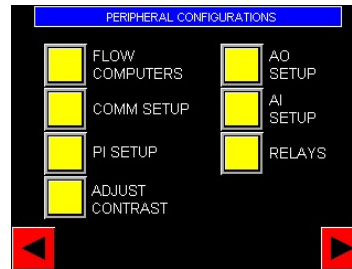 PERIPHERAL CONFIGURATIONS
FLOW
COMPUTERS
AO
SETUP
COMM SETUP
AI
SETUP
PI SETUP
RELAYS
ADJUST
CONTRAST